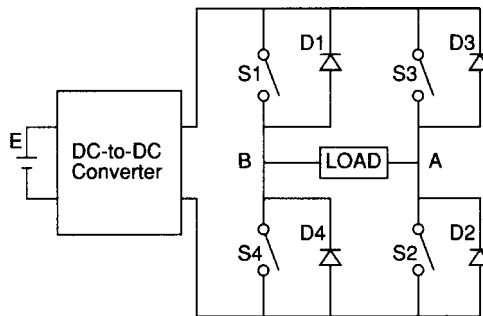 D1
D3
S1
S3
E
DC-to-DC
Converter
B
LOAD
A
D4
D2
S4
S2